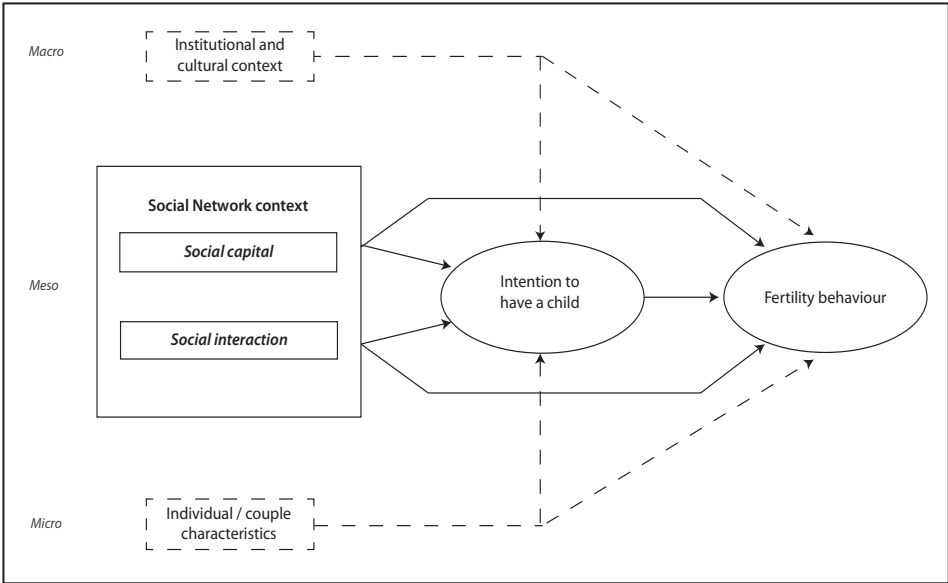 Macro
Institutional and
cultural context
Social Network context
Social capital
Meso
Intention to
have a child
Fertility behaviour
Social interaction
Micro
Individual / couple
characteristics